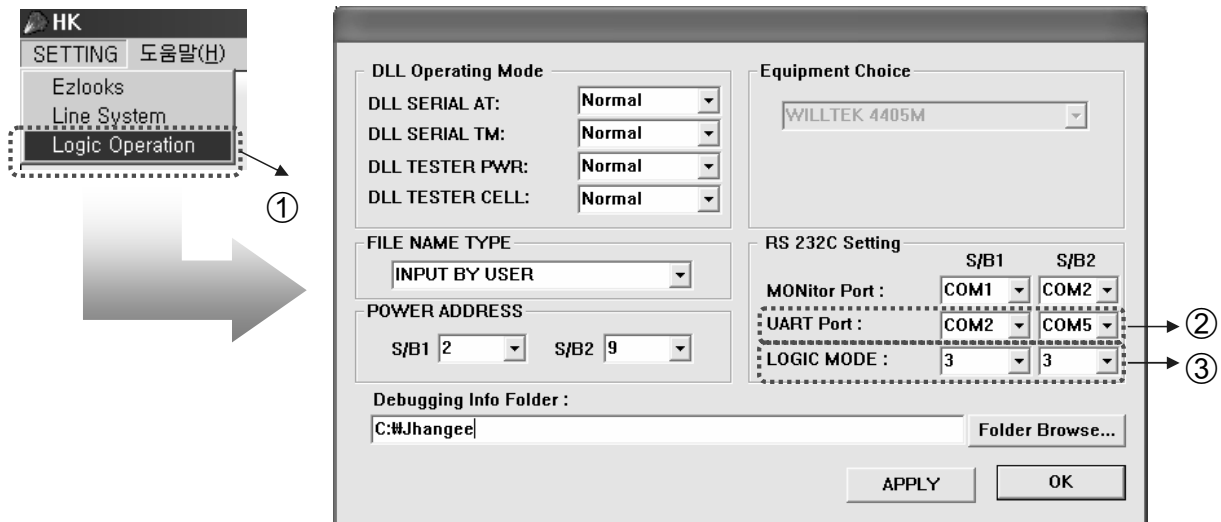 HK
SETTING 도움말(H)
Ezlooks
Line System
Logic Operation
①
DLL Operating Mode
DLL SERIAL AT: Normal
DLL SERIAL TM: Normal
DLL TESTER PWR: Normal
DLL TESTER CELL: Normal
Equipment Choice
WILLTEK 4405M
FILE NAME TYPE
INPUT BY USER
POWER ADDRESS
S/B1 2 S/B2 9
RS 232C Setting
S/B1 S/B2
MONitor Port : COM1 COM2
UART Port : COM2 COM5
②
LOGIC MODE : 3 3
③
Debugging Info Folder :
C:₩Jhangee
Folder Browse...
APPLY OK